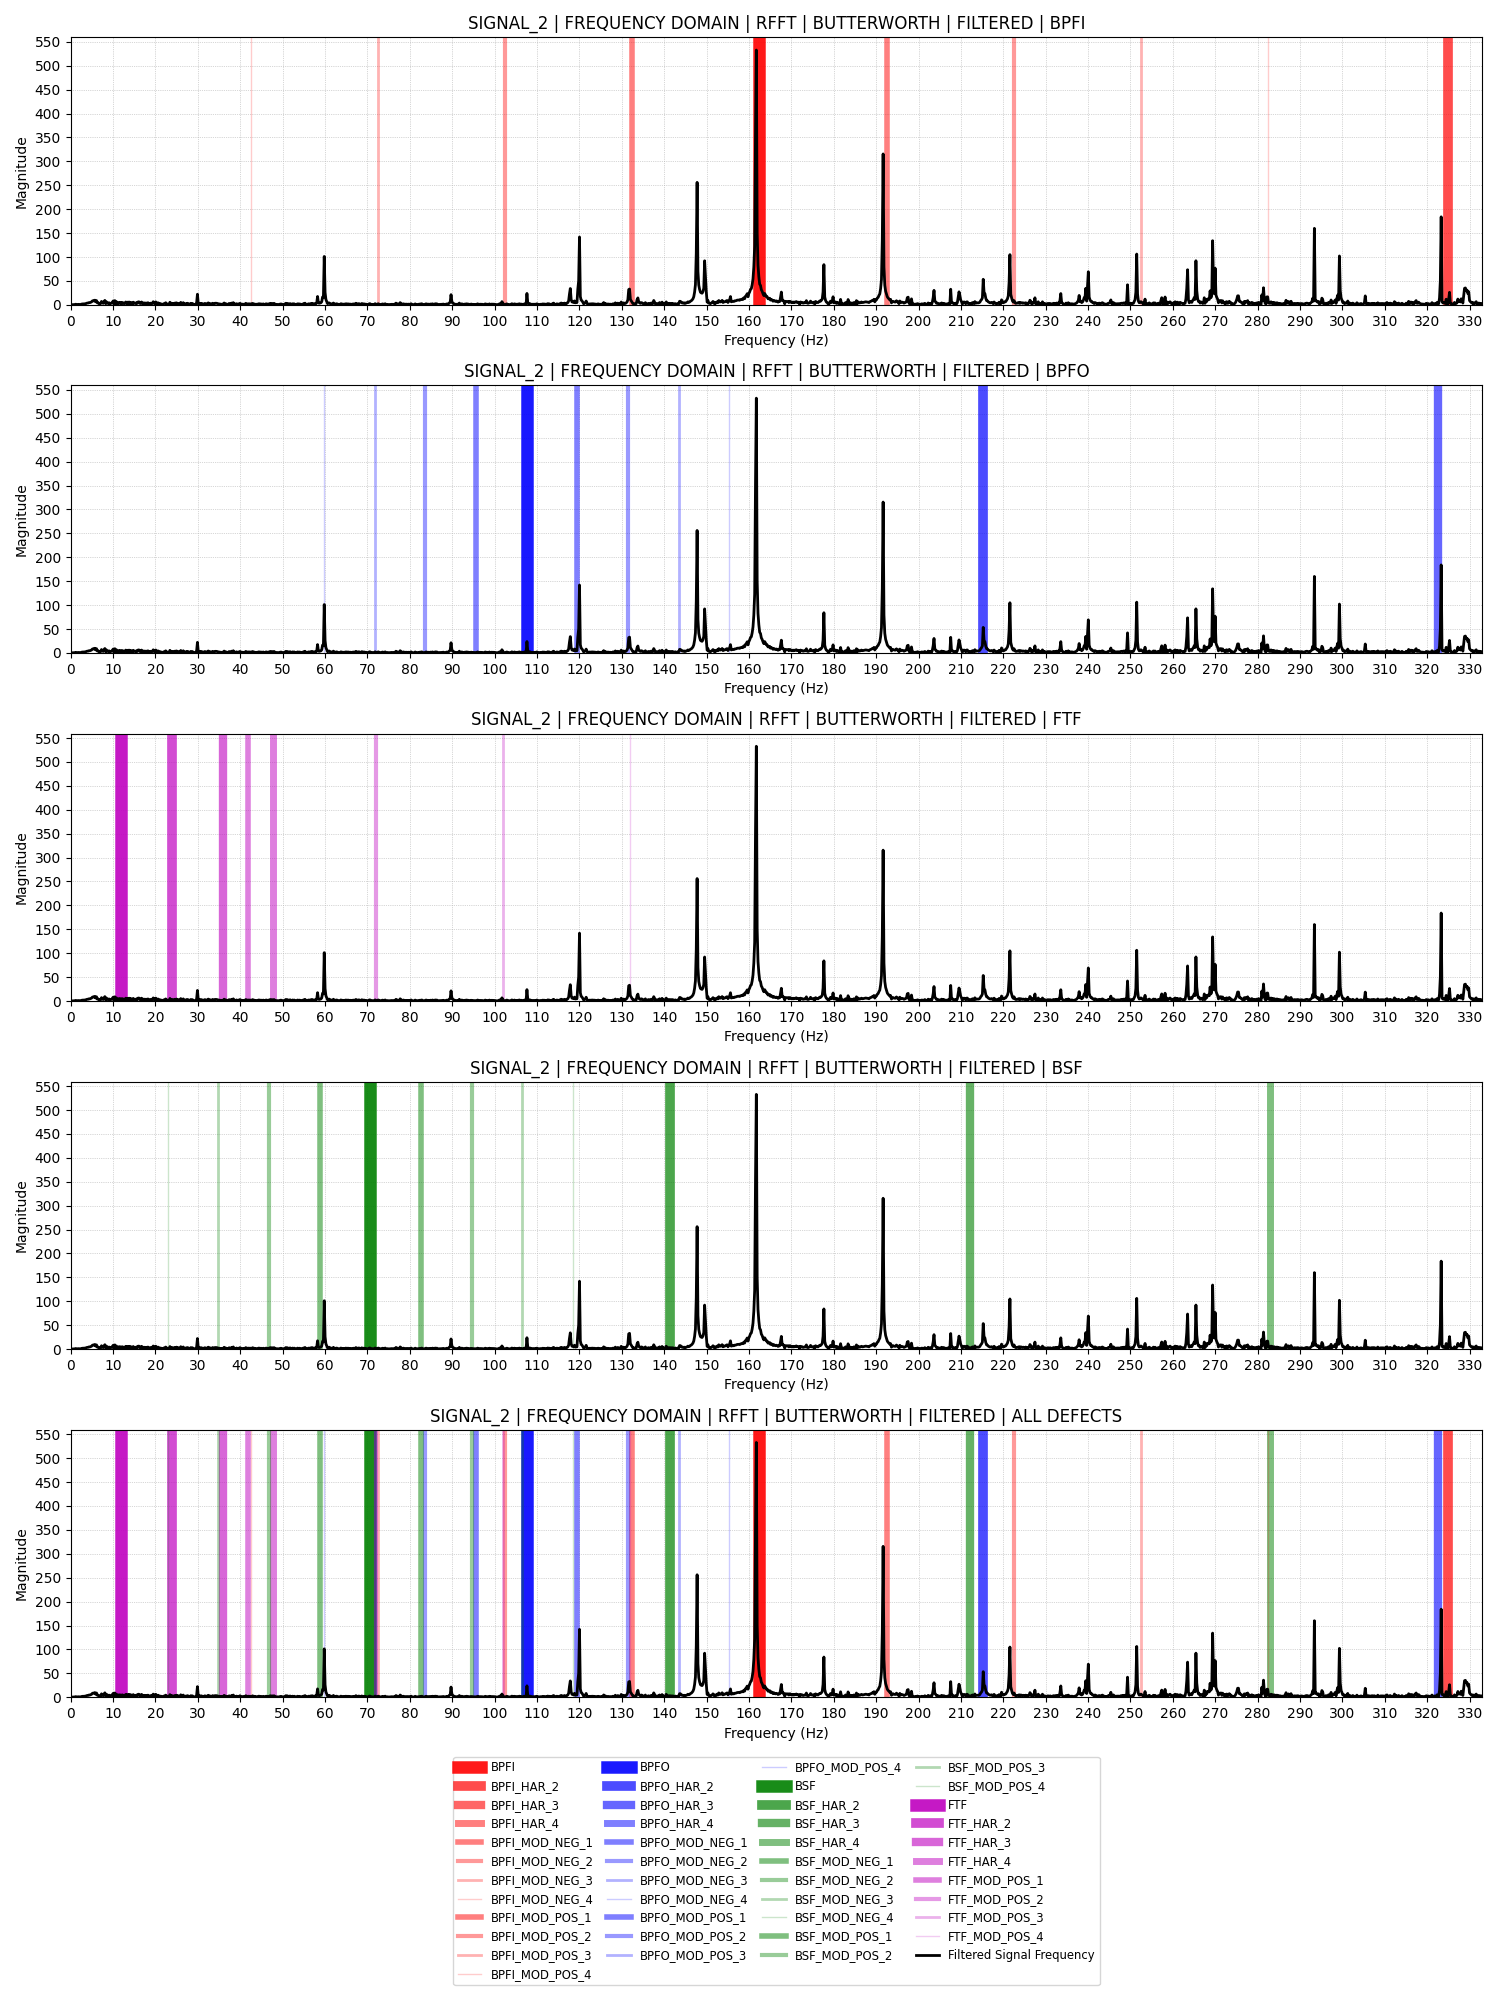 SIGNAL_2 | FREQUENCY DOMAIN | RFFT | BUTTERWORTH | FILTERED | BPFI
550
500
450
400
350
300
250
200
150
100
50
0
Magnitude
0 10 20 30 40 50 60 70 80 90 100 110 120 130 140 150 160 170 180 190 200 210 220 230 240 250 260 270 280 290 300 310 320 330
Frequency (Hz)
SIGNAL_2 | FREQUENCY DOMAIN | RFFT | BUTTERWORTH | FILTERED | BPFO
550
500
450
400
350
300
250
200
150
100
50
0
Magnitude
0 10 20 30 40 50 60 70 80 90 100 110 120 130 140 150 160 170 180 190 200 210 220 230 240 250 260 270 280 290 300 310 320 330
Frequency (Hz)
SIGNAL_2 | FREQUENCY DOMAIN | RFFT | BUTTERWORTH | FILTERED | FTF
550
500
450
400
350
300
250
200
150
100
50
0
Magnitude
0 10 20 30 40 50 60 70 80 90 100 110 120 130 140 150 160 170 180 190 200 210 220 230 240 250 260 270 280 290 300 310 320 330
Frequency (Hz)
SIGNAL_2 | FREQUENCY DOMAIN | RFFT | BUTTERWORTH | FILTERED | BSF
550
500
450
400
350
300
250
200
150
100
50
0
Magnitude
0 10 20 30 40 50 60 70 80 90 100 110 120 130 140 150 160 170 180 190 200 210 220 230 240 250 260 270 280 290 300 310 320 330
Frequency (Hz)
SIGNAL_2 | FREQUENCY DOMAIN | RFFT | BUTTERWORTH | FILTERED | ALL DEFECTS
550
500
450
400
350
300
250
200
150
100
50
0
Magnitude
0 10 20 30 40 50 60 70 80 90 100 110 120 130 140 150 160 170 180 190 200 210 220 230 240 250 260 270 280 290 300 310 320 330
Frequency (Hz)
BPFI
BPFI_HAR_2
BPFI_HAR_3
BPFI_HAR_4
BPFI_MOD_NEG_1
BPFI_MOD_NEG_2
BPFI_MOD_NEG_3
BPFI_MOD_NEG_4
BPFI_MOD_POS_1
BPFI_MOD_POS_2
BPFI_MOD_POS_3
BPFI_MOD_POS_4
BPFO
BPFO_HAR_2
BPFO_HAR_3
BPFO_HAR_4
BPFO_MOD_NEG_1
BPFO_MOD_NEG_2
BPFO_MOD_NEG_3
BPFO_MOD_NEG_4
BPFO_MOD_POS_1
BPFO_MOD_POS_2
BPFO_MOD_POS_3
BPFO_MOD_POS_4
BSF
BSF_HAR_2
BSF_HAR_3
BSF_HAR_4
BSF_MOD_NEG_1
BSF_MOD_NEG_2
BSF_MOD_NEG_3
BSF_MOD_NEG_4
BSF_MOD_POS_1
BSF_MOD_POS_2
BSF_MOD_POS_3
BSF_MOD_POS_4
FTF
FTF_HAR_2
FTF_HAR_3
FTF_HAR_4
FTF_MOD_POS_1
FTF_MOD_POS_2
FTF_MOD_POS_3
FTF_MOD_POS_4
Filtered Signal Frequency